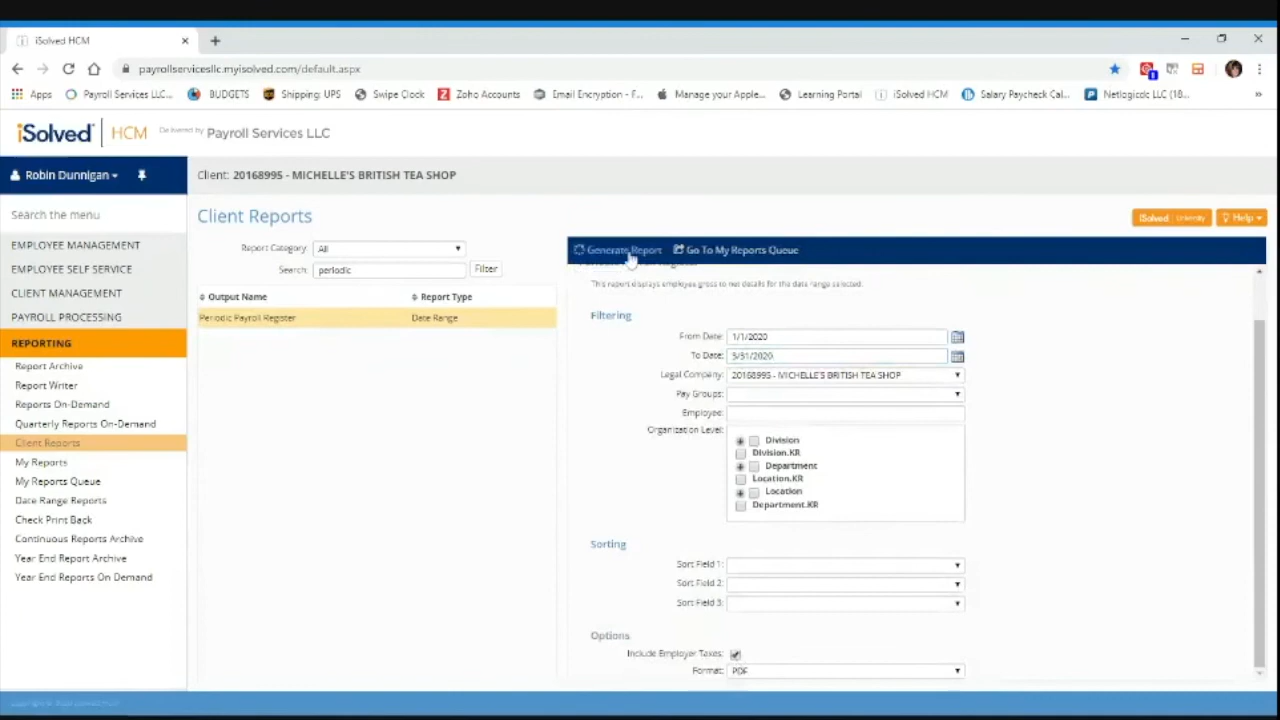 iSolved HCM
payrollservicesllc.myisolved.com/default.aspx
Apps Payroll Services LLC... BUDGETS Shipping: UPS Swipe Clock Zoho Accounts Email Encryption - F... Manage your Apple... Learning Portal iSolved HCM Salary Paycheck Cal... Netlogicdc LLC (18... »
iSolved HCM Delivered by Payroll Services LLC
Robin Dunnigan
Client: 20168995 - MICHELLE'S BRITISH TEA SHOP
Search the menu
Client Reports
iSolved University
Help
EMPLOYEE MANAGEMENT
EMPLOYEE SELF SERVICE
CLIENT MANAGEMENT
PAYROLL PROCESSING
REPORTING
Report Archive
Report Writer
Reports On-Demand
Quarterly Reports On-Demand
Client Reports
My Reports
My Reports Queue
Date Range Reports
Check Print Back
Continuous Reports Archive
Year End Report Archive
Year End Reports On Demand
Report Category: All
Search: periodic Filter
Output Name Report Type
Periodic Payroll Register Date Range
Generate Report Go To My Reports Queue
This report displays employee gross to net details for the date range selected.
Filtering
From Date: 1/1/2020
To Date: 3/31/2020
Legal Company: 20168995 - MICHELLE'S BRITISH TEA SHOP
Pay Groups:
Employee:
Organization Level:
Division
Division.KR
Department
Location.KR
Location
Department.KR
Sorting
Sort Field 1:
Sort Field 2:
Sort Field 3:
Options
Include Employer Taxes:
Format: PDF